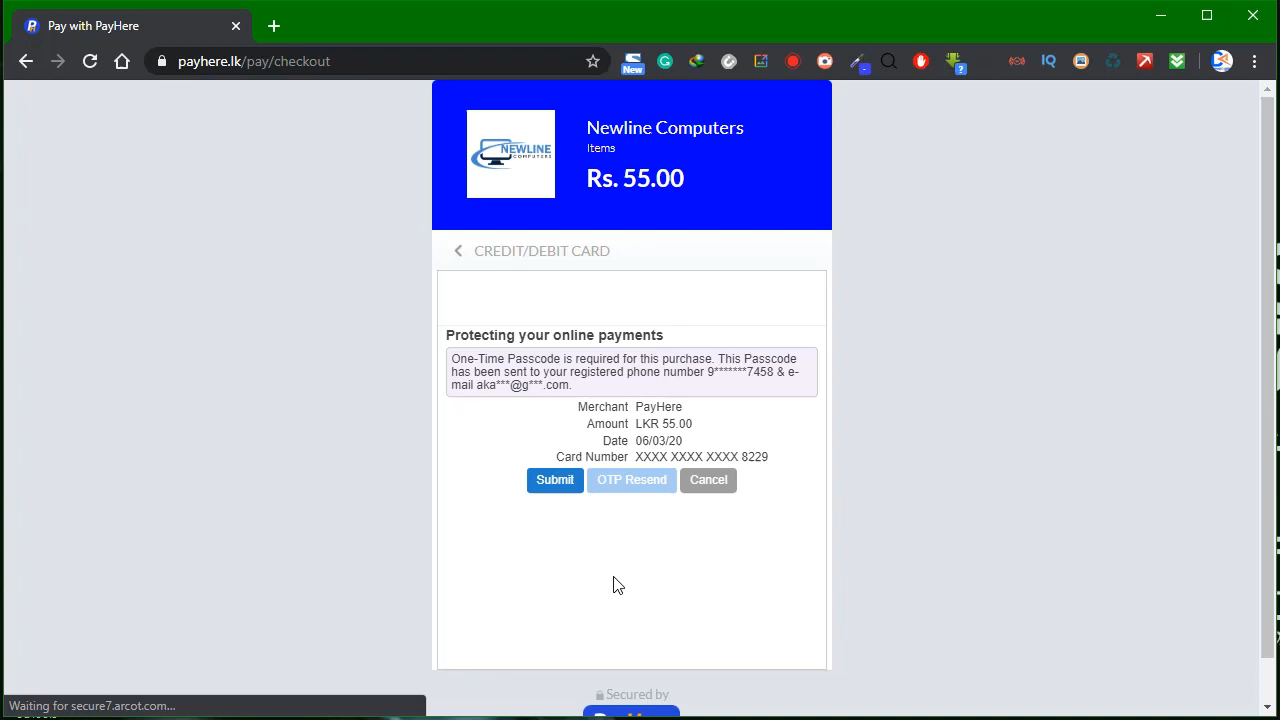 Pay with PayHere
payhere.lk/pay/checkout
New
IQ
?
NEWLINE
COMPUTERS
Newline Computers
Items
Rs. 55.00
CREDIT/DEBIT CARD
Protecting your online payments
One-Time Passcode is required for this purchase. This Passcode
has been sent to your registered phone number 9*******7458 & e-
mail aka***@g***.com.
Merchant PayHere
Amount LKR 55.00
Date 06/03/20
Card Number XXXX XXXX XXXX 8229
Submit OTP Resend Cancel
Secured by
Waiting for secure7.arcot.com...